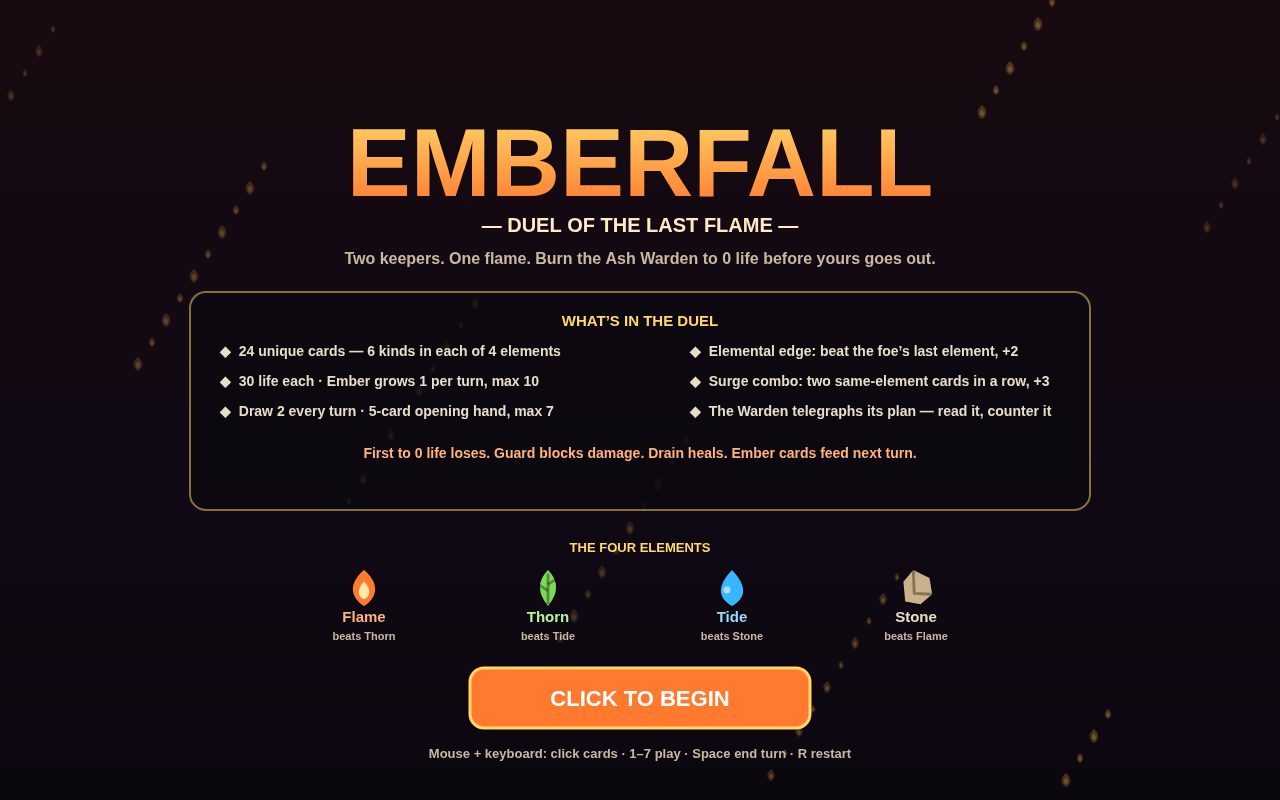 EMBERFALL
— DUEL OF THE LAST FLAME —
Two keepers. One flame. Burn the Ash Warden to 0 life before yours goes out.
WHAT’S IN THE DUEL
◆ 24 unique cards — 6 kinds in each of 4 elements
◆ 30 life each · Ember grows 1 per turn, max 10
◆ Draw 2 every turn · 5-card opening hand, max 7
◆ Elemental edge: beat the foe’s last element, +2
◆ Surge combo: two same-element cards in a row, +3
◆ The Warden telegraphs its plan — read it, counter it
First to 0 life loses. Guard blocks damage. Drain heals. Ember cards feed next turn.
THE FOUR ELEMENTS
Flame
beats Thorn
Thorn
beats Tide
Tide
beats Stone
Stone
beats Flame
CLICK TO BEGIN
Mouse + keyboard: click cards · 1–7 play · Space end turn · R restart